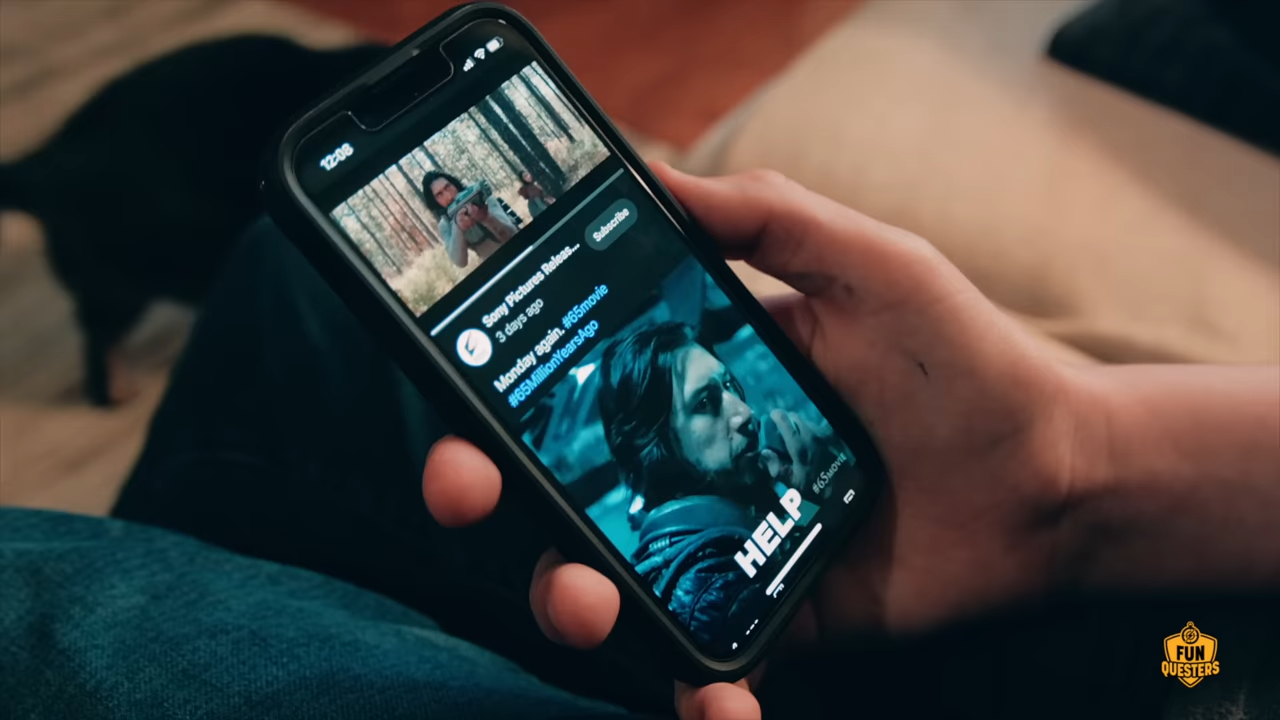 12:08
Sony Pictures Releas...
3 days ago
Subscribe
Monday again. #65movie
#65MillionYearsAgo
#65MOVIE
HELP
FUN
QUESTERS